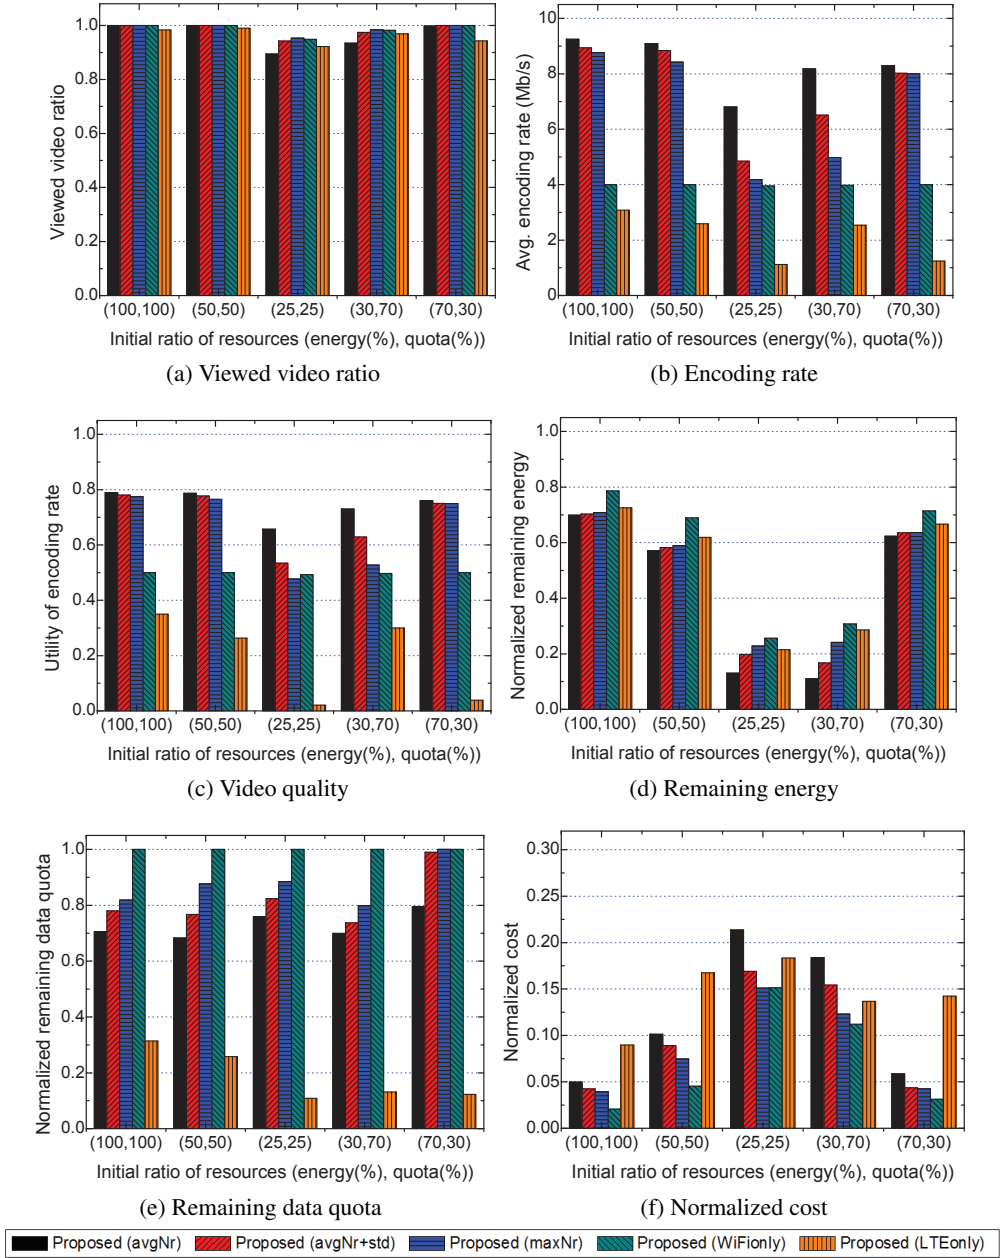 Viewed video ratio
1.0
0.8
0.6
0.4
0.2
0.0
(100,100) (50,50) (25,25) (30,70) (70,30)
Initial ratio of resources (energy(%), quota(%))
(a) Viewed video ratio
Avg. encoding rate (Mb/s)
10
8
6
4
2
0
(100,100) (50,50) (25,25) (30,70) (70,30)
Initial ratio of resources (energy(%), quota(%))
(b) Encoding rate
Utility of encoding rate
1.0
0.8
0.6
0.4
0.2
0.0
(100,100) (50,50) (25,25) (30,70) (70,30)
Initial ratio of resources (energy(%), quota(%))
(c) Video quality
Normalized remaining energy
1.0
0.8
0.6
0.4
0.2
0.0
(100,100) (50,50) (25,25) (30,70) (70,30)
Initial ratio of resources (energy(%), quota(%))
(d) Remaining energy
Normalized remaining data quota
1.0
0.8
0.6
0.4
0.2
0.0
(100,100) (50,50) (25,25) (30,70) (70,30)
Initial ratio of resources (energy(%), quota(%))
(e) Remaining data quota
Normalized cost
0.30
0.25
0.20
0.15
0.10
0.05
0.00
(100,100) (50,50) (25,25) (30,70) (70,30)
Initial ratio of resources (energy(%), quota(%))
(f) Normalized cost
Proposed (avgNr) Proposed (avgNr+std) Proposed (maxNr) Proposed (WiFionly) Proposed (LTEonly)